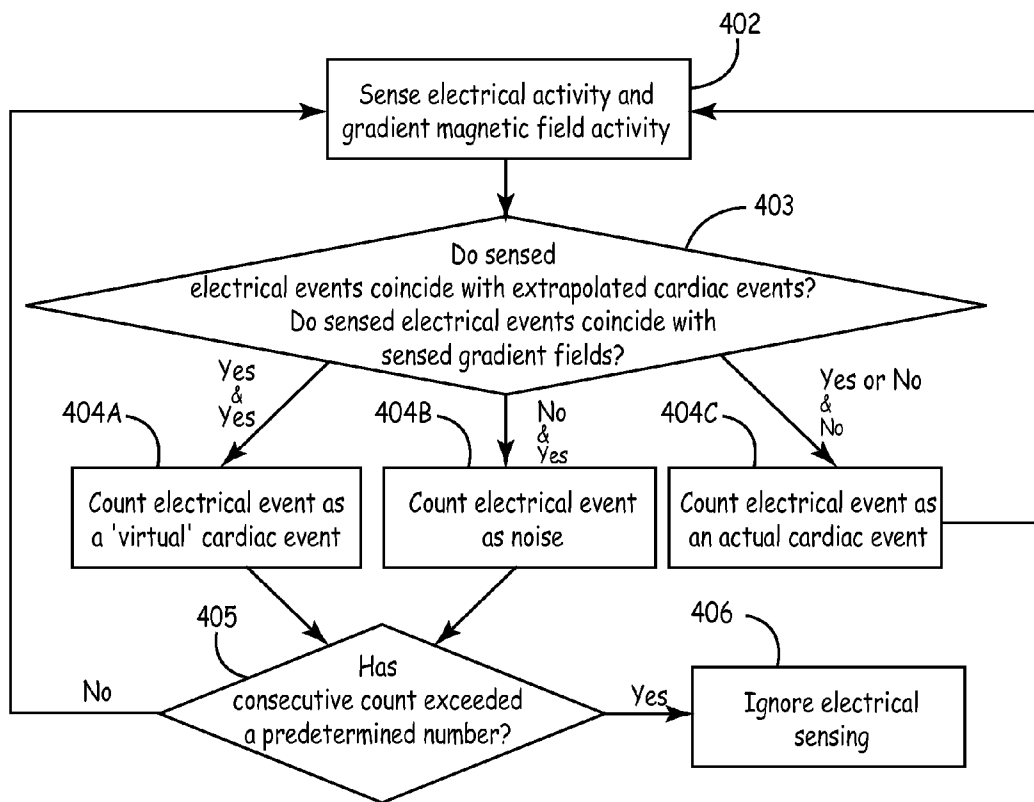 402
Sense electrical activity and
gradient magnetic field activity
403
Do sensed
electrical events coincide with extrapolated cardiac events?
Do sensed electrical events coincide with
sensed gradient fields?
Yes
&
Yes
No
&
Yes
Yes or No
&
No
404A
404B
404C
Count electrical event as
a 'virtual' cardiac event
Count electrical event
as noise
Count electrical event as
an actual cardiac event
405
406
Has
consecutive count exceeded
a predetermined number?
No
Yes
Ignore electrical
sensing